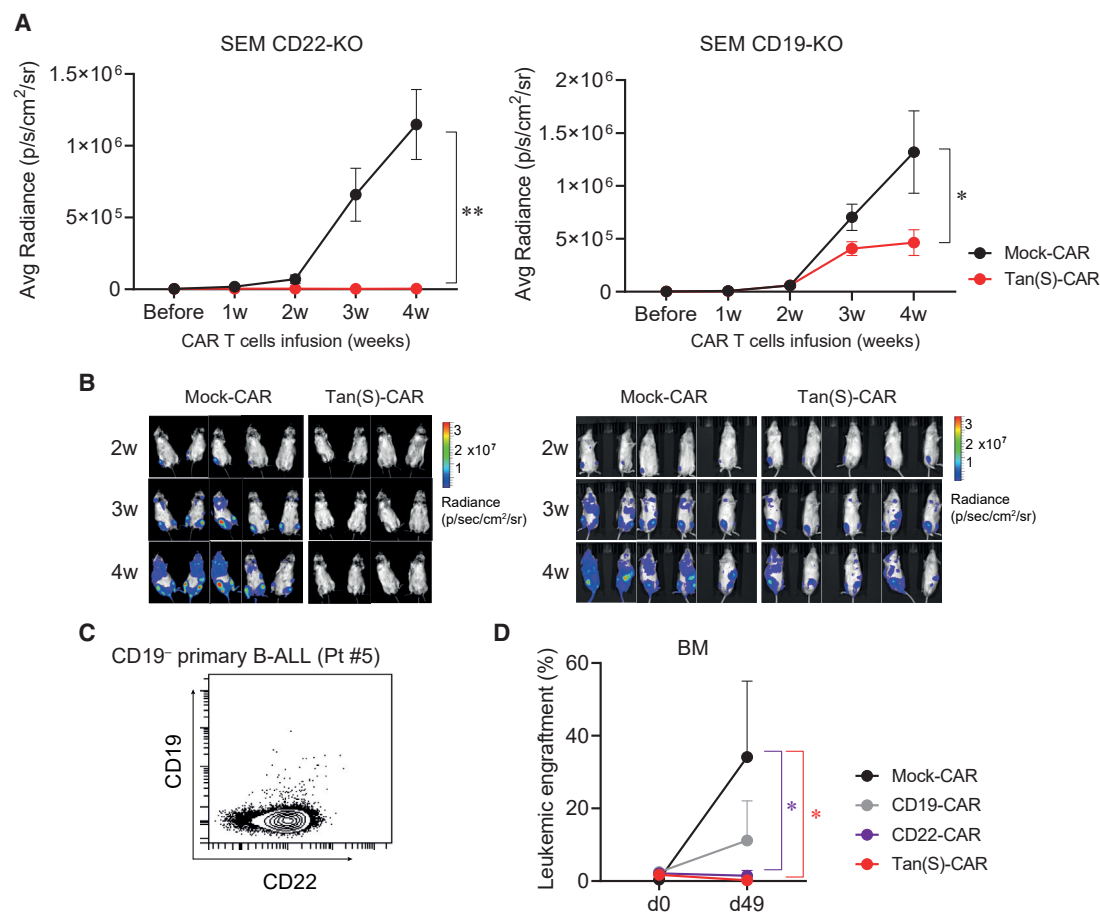 A
SEM CD22-KO
Avg Radiance (p/s/cm²/sr)
1.5×10⁶
1×10⁶
5×10⁵
0
**
Before 1w 2w 3w 4w
CAR T cells infusion (weeks)
SEM CD19-KO
Avg Radiance (p/s/cm²/sr)
2×10⁶
1.5×10⁶
1×10⁶
5×10⁵
0
*
Before 1w 2w 3w 4w
CAR T cells infusion (weeks)
Mock-CAR
Tan(S)-CAR
B
Mock-CAR Tan(S)-CAR
2w
3w
4w
3
2 x10⁷
1
Radiance
(p/sec/cm²/sr)
Mock-CAR Tan(S)-CAR
2w
3w
4w
3
2 x10⁷
1
Radiance
(p/sec/cm²/sr)
C
CD19⁻ primary B-ALL (Pt #5)
CD19
CD22
D
BM
Leukemic engraftment (%)
60
40
20
0
* *
d0 d49
Mock-CAR
CD19-CAR
CD22-CAR
Tan(S)-CAR